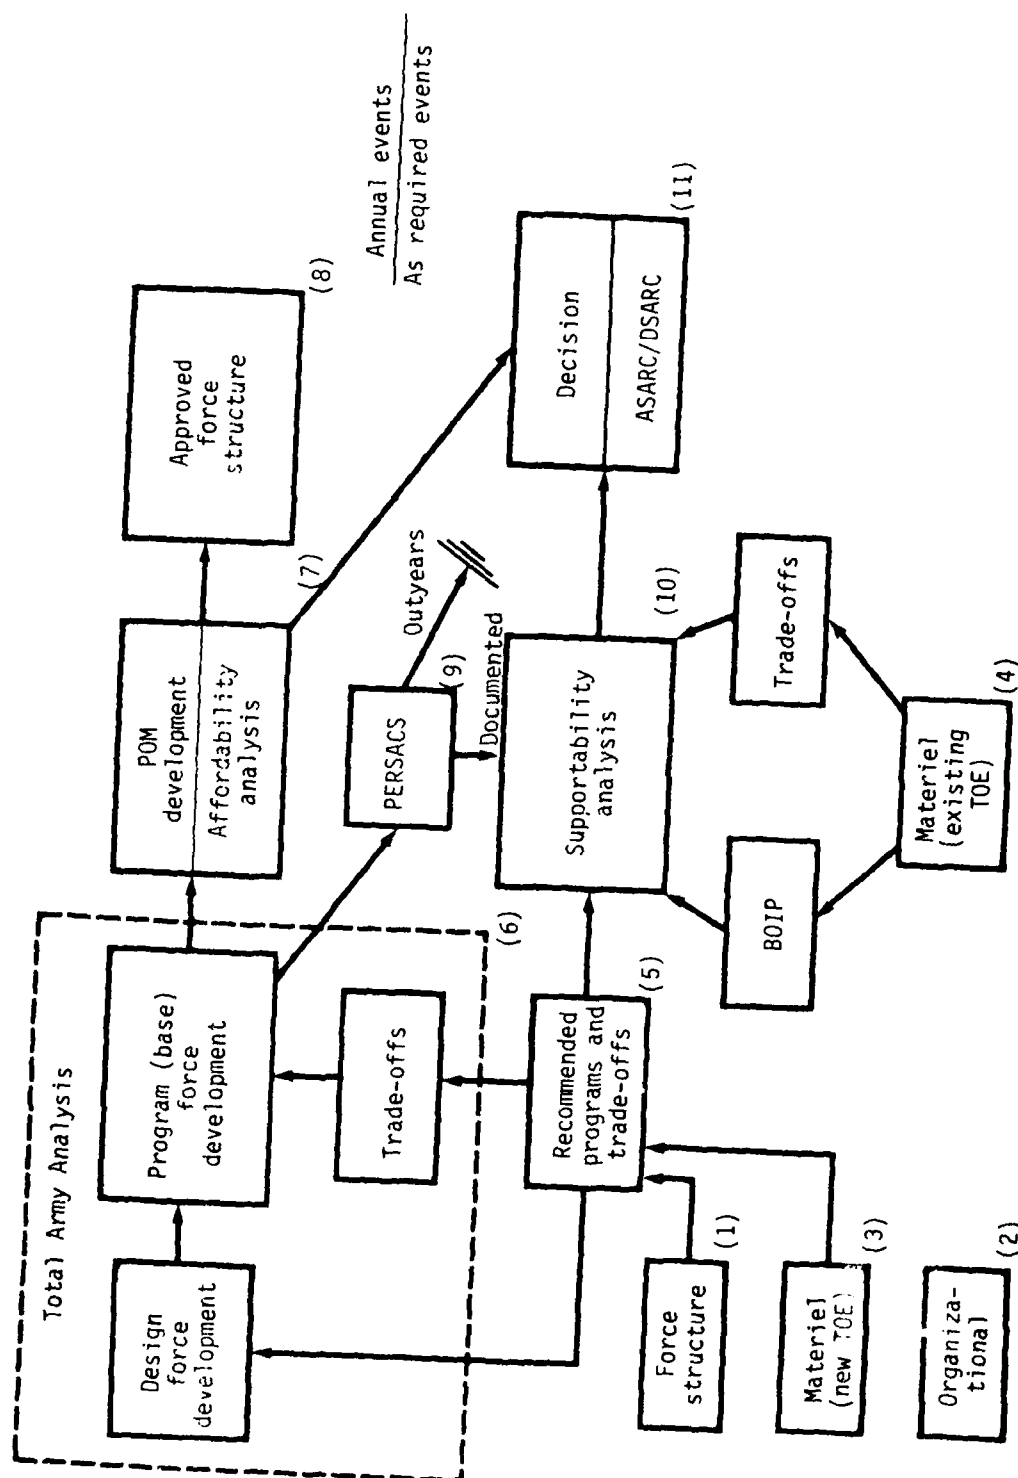 Total Army Analysis
Design
force
development
Program (base)
force
development
POM
development
Affordability
analysis
Approved
force
structure
(8)
(7)
Trade-offs
(6)
PERSACS
(9)
Outyears
Documented
Annual events
As required events
Recommended
programs and
trade-offs
(5)
Supportability
analysis
(10)
Decision
ASARC/DSARC
(11)
Force
structure
(1)
Materiel
(new TOE)
(3)
Organiza-
tional
(2)
BOIP
Trade-offs
Materiel
(existing
TOE)
(4)